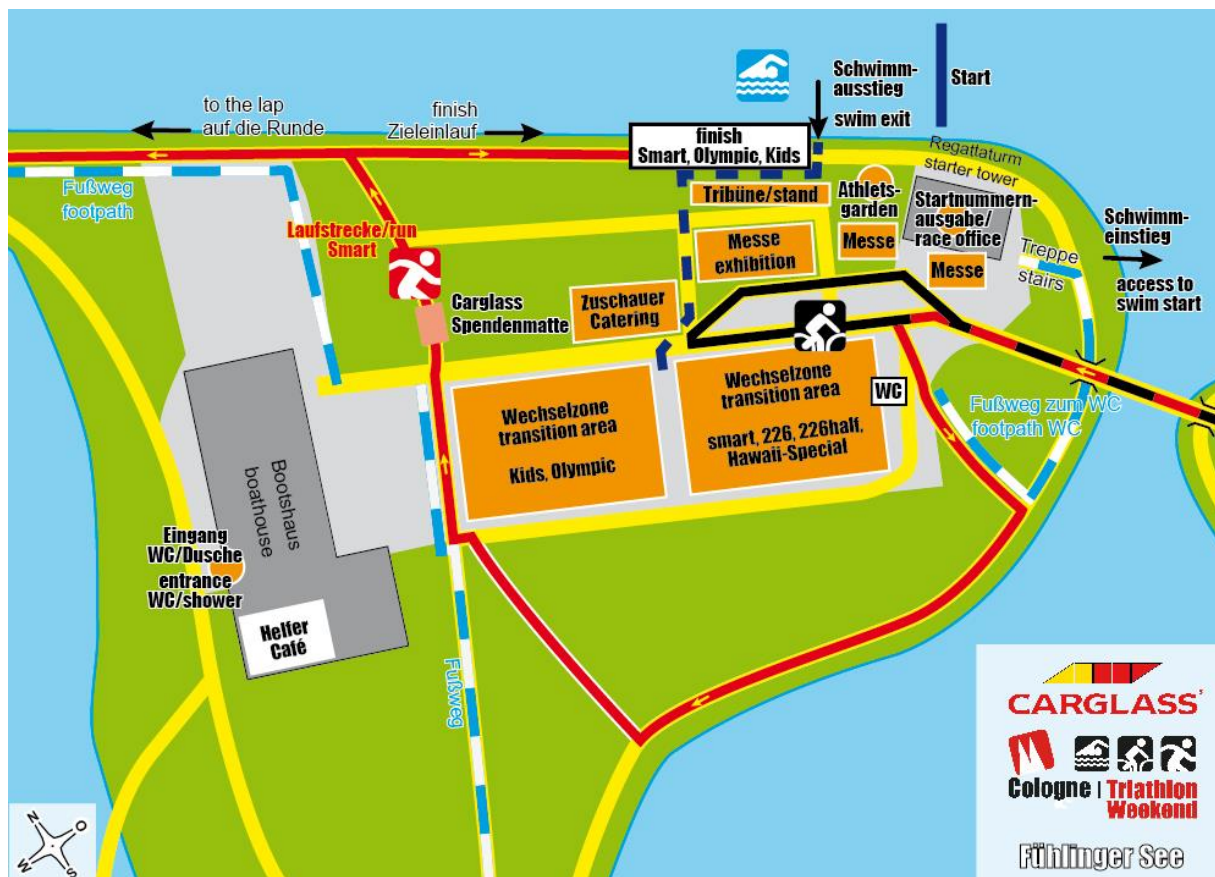 to the lap
auf die Runde
finish
Zieleinlauf
Schwimm-
ausstieg
swim exit
Start
finish
Smart, Olympic, Kids
Regattaturm
starter tower
Fußweg
footpath
Tribüne/stand
Athlets-
garden
Startnummern-
ausgabe/
race office
Schwimm-
einstieg
access to
swim start
Laufstrecke/run
Smart
Messe
exhibition
Messe
Messe
Treppe
stairs
Carglass
Spendenmatte
Zuschauer
Catering
Wechselzone
transition area
Kids, Olympic
Wechselzone
transition area
smart, 226, 226half,
Hawaii-Special
WC
Fußweg zum WC
footpath WC
Bootshaus
boathouse
Eingang
WC/Dusche
entrance
WC/shower
Helfer
Café
Fußweg
CARGLASS’
Cologne | Triathlon
Weekend
Fühlinger See
N
O
W
S